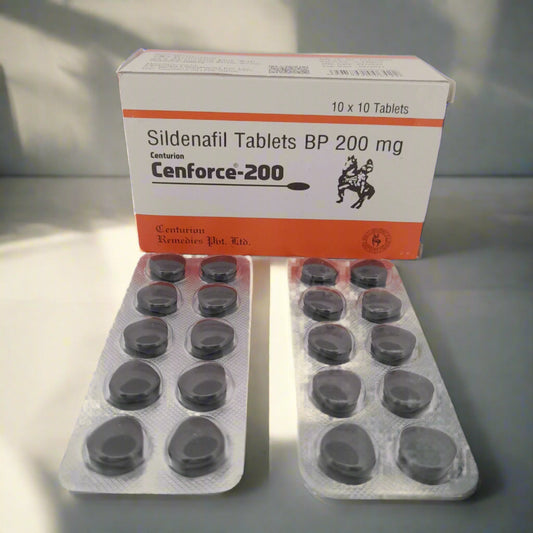 10 x 10 Tablets
Sildenafil Tablets BP 200 mg
Centurion
Cenforce®-200
Centurion
Remedies Pvt. Ltd.